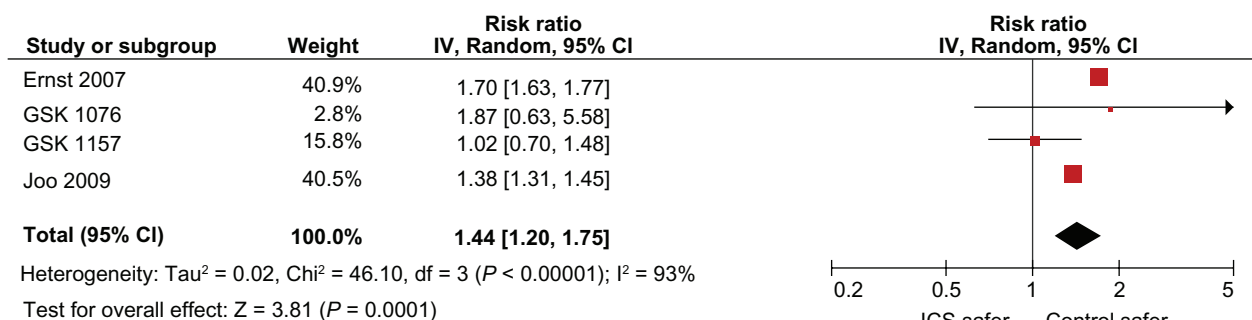 Risk ratio Risk ratio
Study or subgroup Weight IV, Random, 95% CI IV, Random, 95% CI
Ernst 2007 40.9% 1.70 [1.63, 1.77]
GSK 1076 2.8% 1.87 [0.63, 5.58]
GSK 1157 15.8% 1.02 [0.70, 1.48]
Joo 2009 40.5% 1.38 [1.31, 1.45]
Total (95% CI) 100.0% 1.44 [1.20, 1.75]
Heterogeneity: Tau² = 0.02, Chi² = 46.10, df = 3 (P < 0.00001); I² = 93%
0.2 0.5 1 2 5
Test for overall effect: Z = 3.81 (P = 0.0001)
ICS safer Control safer